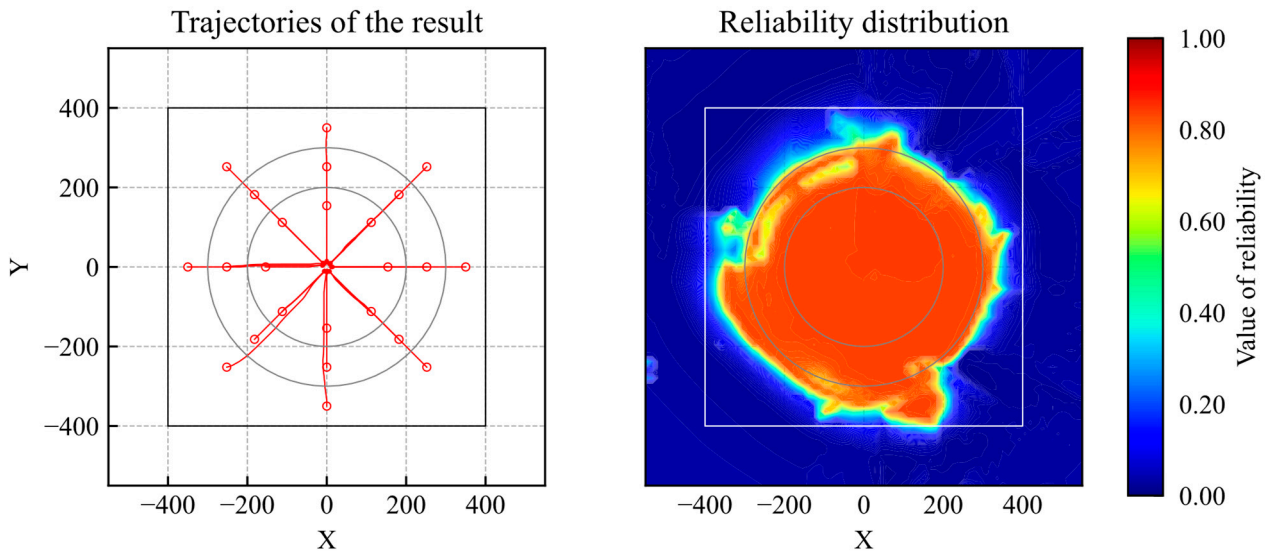 Trajectories of the result
Y
400
200
0
−200
−400
−400 −200 0 200 400
X
Reliability distribution
−400 −200 0 200 400
X
1.00
0.80
0.60
0.40
0.20
0.00
Value of reliability